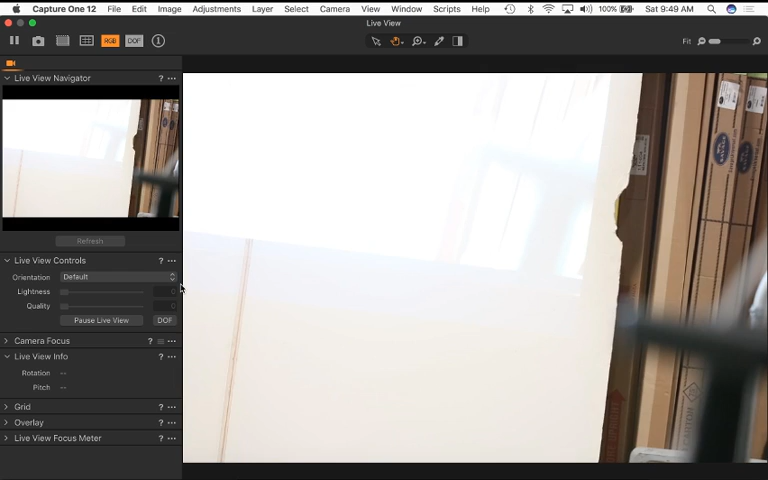 Capture One 12 File Edit Image Adjustments Layer Select Camera View Window Scripts Help 100% Sat 9:49 AM
Live View
RGB DOF Fit
Live View Navigator ?
Refresh
Live View Controls ?
Orientation Default
Lightness 0
Quality 0
Pause Live View DOF
Camera Focus ?
Live View Info ?
Rotation --
Pitch --
Grid ?
Overlay ?
Live View Focus Meter ?